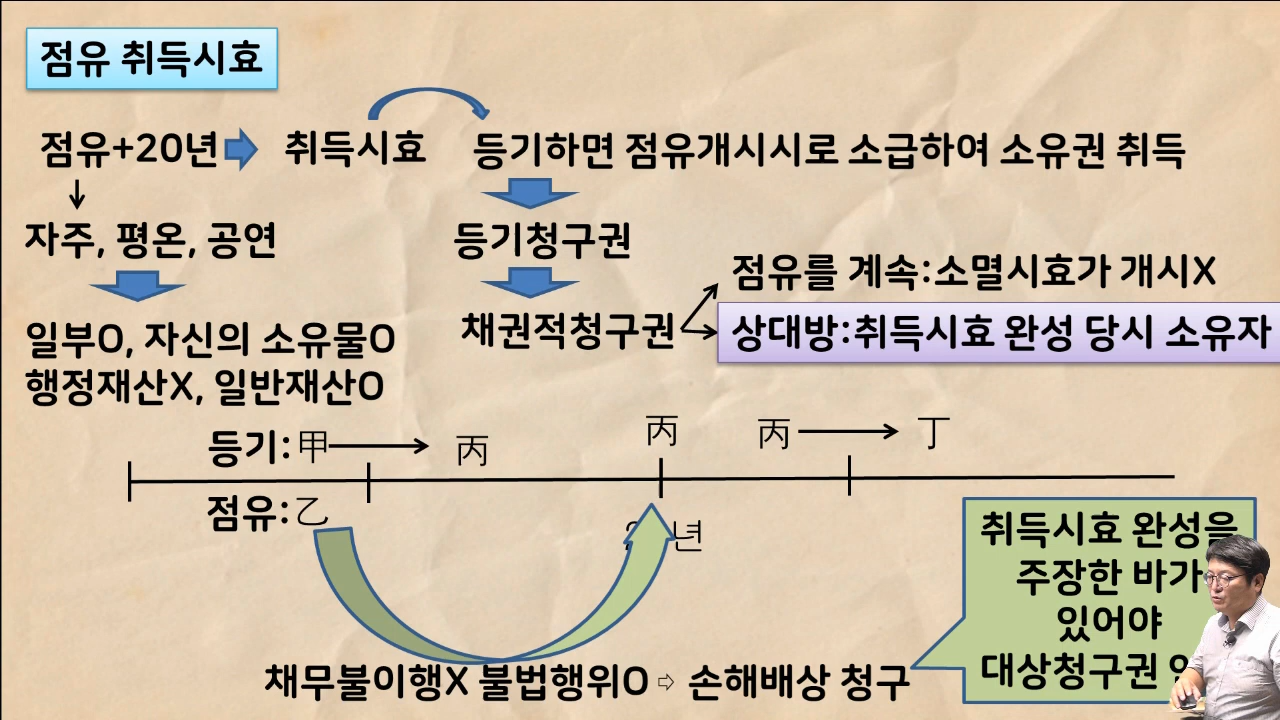 점유 취득시효
점유+20년 취득시효 등기하면 점유개시시로 소급하여 소유권 취득
자주, 평온, 공연
등기청구권
점유를 계속:소멸시효가 개시X
채권적청구권
상대방:취득시효 완성 당시 소유자
일부O, 자신의 소유물O
행정재산X, 일반재산O
등기:甲 丙 丙 丙 丁
점유:乙
년
취득시효 완성을
주장한 바가
있어야
대상청구권
채무불이행X 불법행위O ⇨ 손해배상 청구